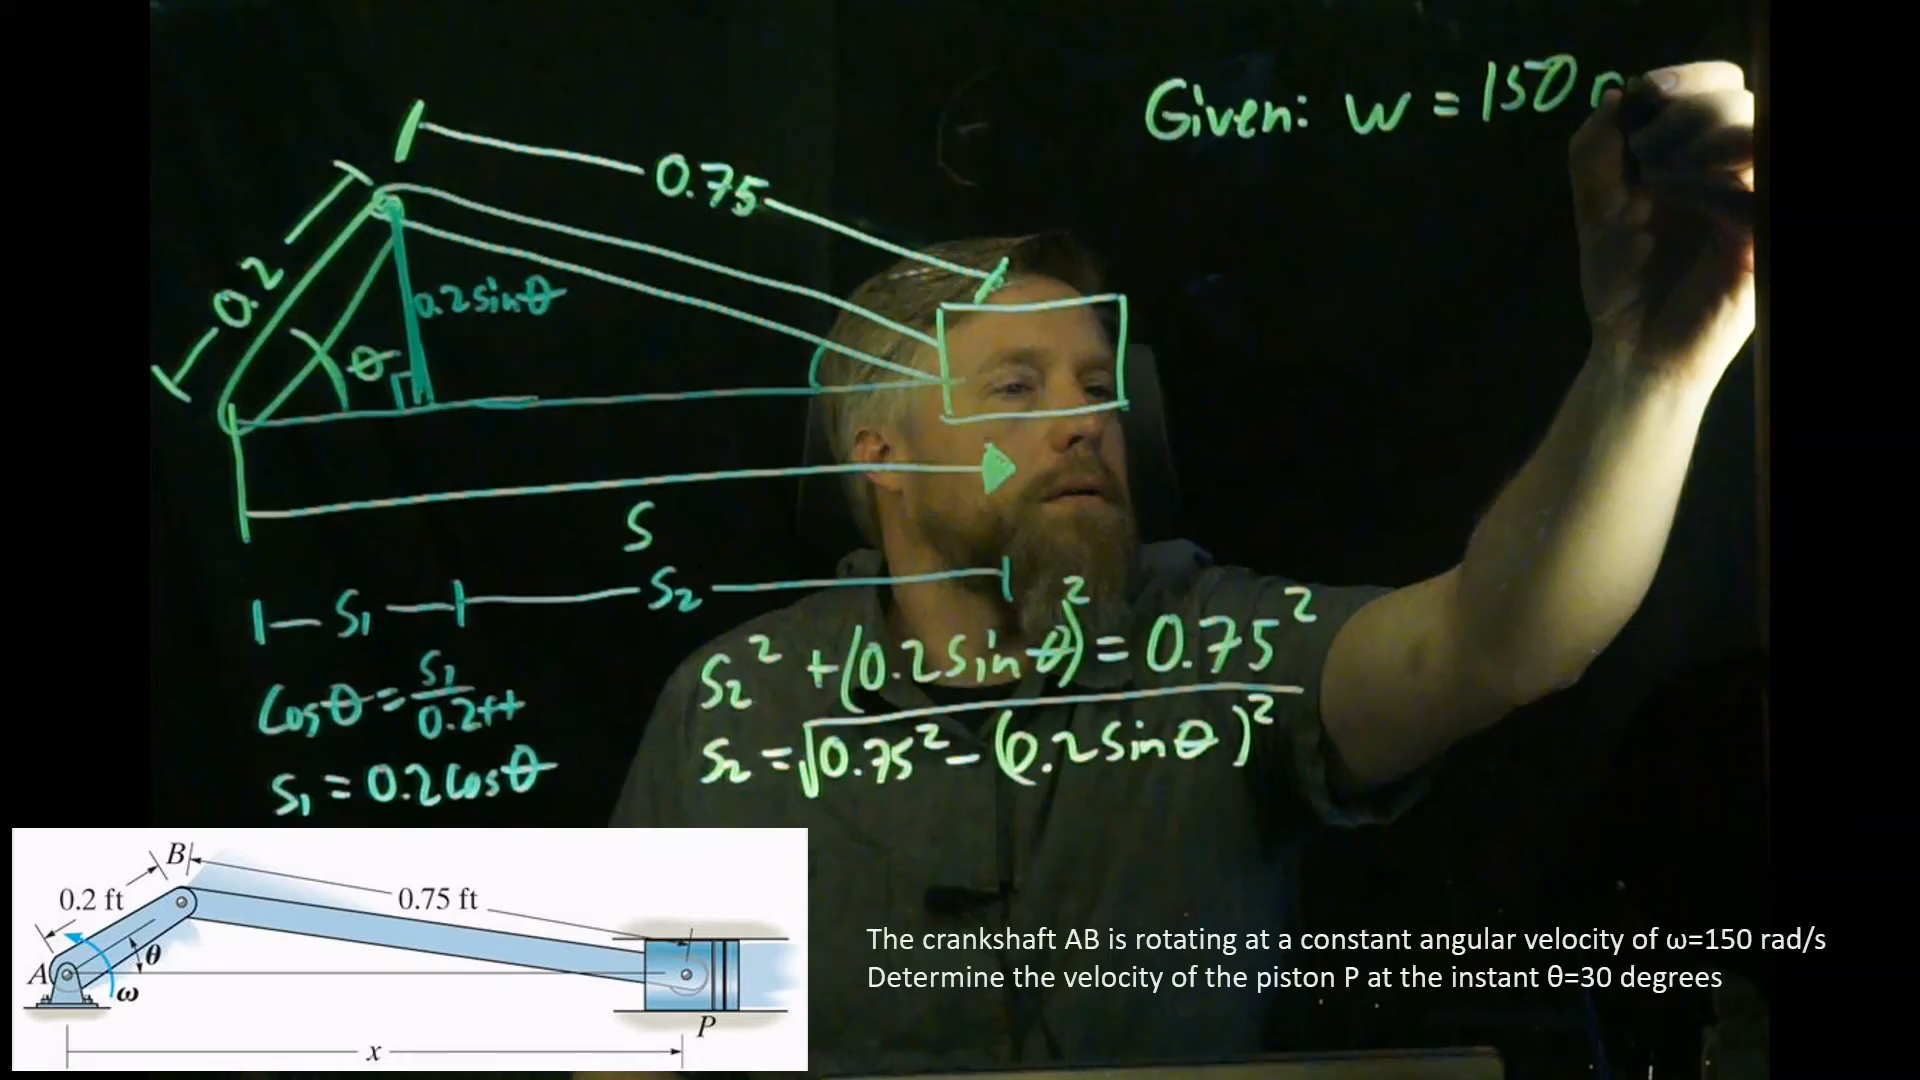 Given: w = 150
0.75
0.2
0.2sinθ
θ
S
S₁
S₂
cosθ = S₁/0.2ft
S₁ = 0.2cosθ
S₂² + (0.2sinθ)² = 0.75²
S₂ = √0.75² - (0.2sinθ)²
B
0.2 ft
0.75 ft
θ
A
ω
P
x
The crankshaft AB is rotating at a constant angular velocity of ω=150 rad/s
Determine the velocity of the piston P at the instant θ=30 degrees